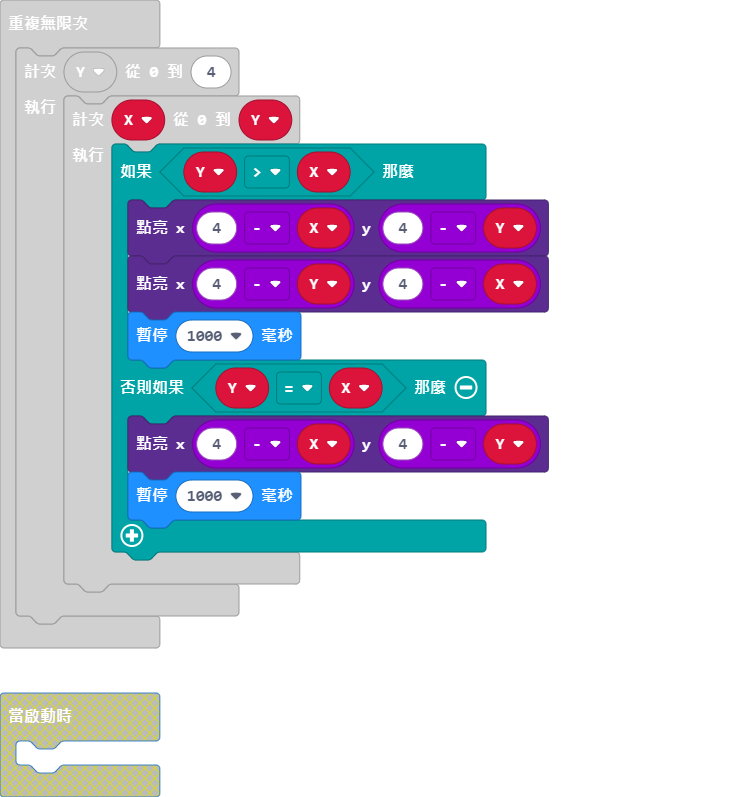 重複無限次
計次 Y 從 0 到 4
執行
計次 X 從 0 到 Y
執行
如果 Y > X 那麼
點亮 x 4 - X y 4 - Y
點亮 x 4 - Y y 4 - X
暫停 1000 毫秒
否則如果 Y = X 那麼
點亮 x 4 - X y 4 - Y
暫停 1000 毫秒
當啟動時